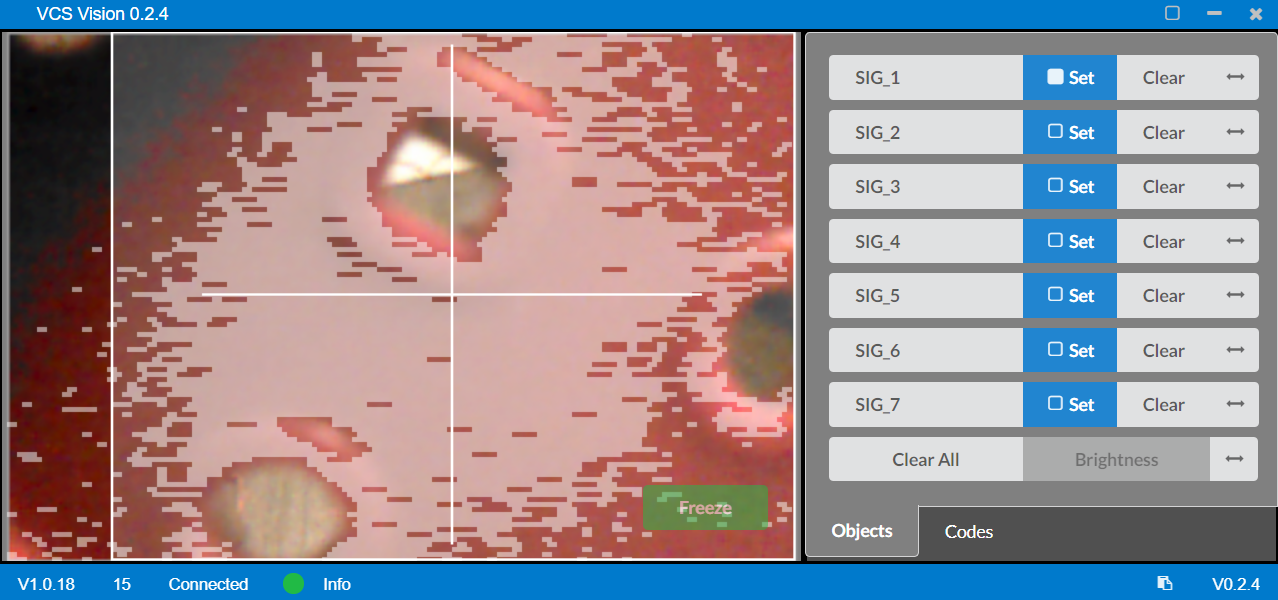 VCS Vision 0.2.4
SIG_1 Set Clear
SIG_2 Set Clear
SIG_3 Set Clear
SIG_4 Set Clear
SIG_5 Set Clear
SIG_6 Set Clear
SIG_7 Set Clear
Clear All Brightness
Freeze
Objects Codes
V1.0.18 15 Connected Info V0.2.4